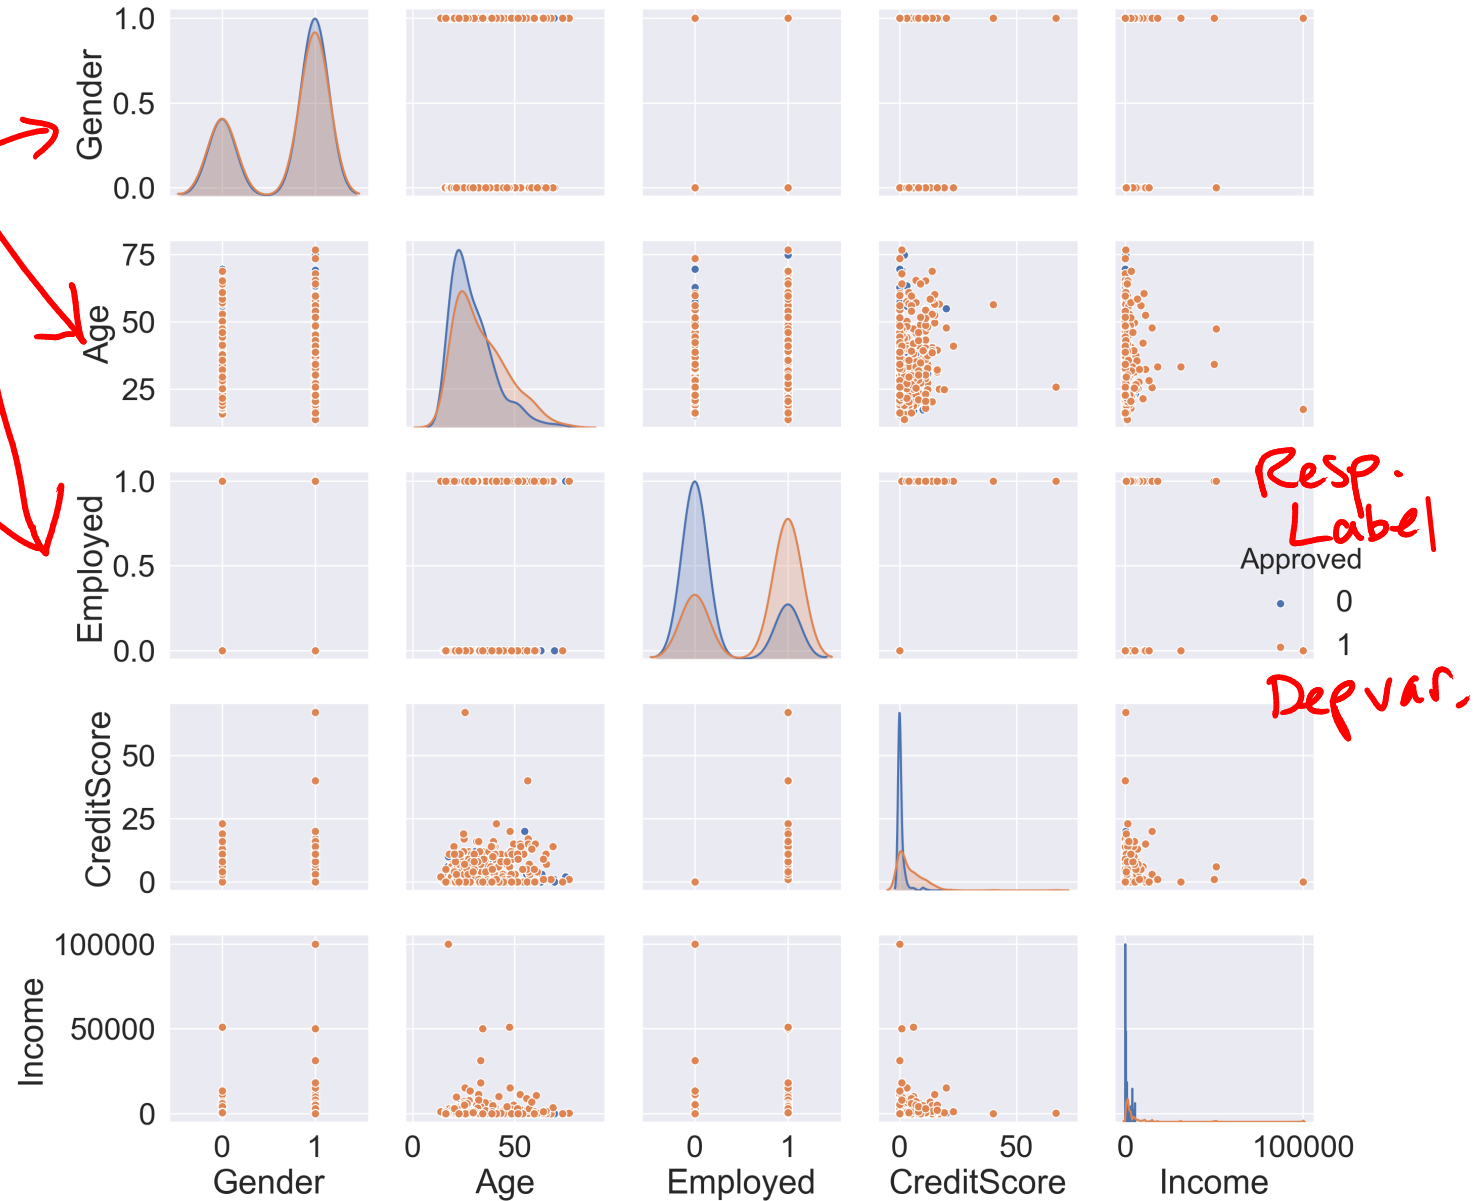 1.0
Gender
0.5
0.0
75
Age
50
25
1.0
Employed
0.5
0.0
Resp.
Label
Approved
0
1
Dep var.
CreditScore
50
25
0
100000
Income
50000
0
0 1 0 50 0 1 0 50 0 100000
Gender Age Employed CreditScore Income